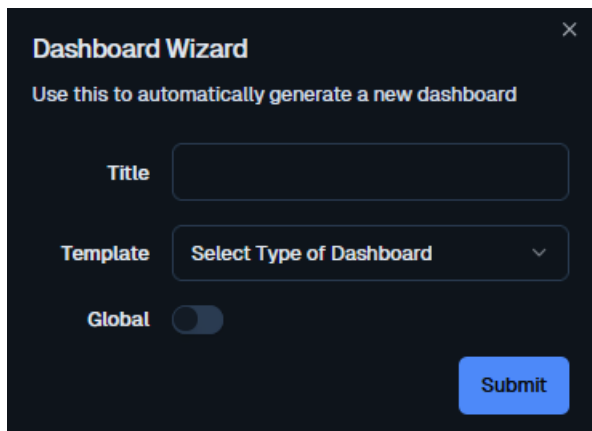 Dashboard Wizard
Use this to automatically generate a new dashboard
Title
Template Select Type of Dashboard
Global
Submit